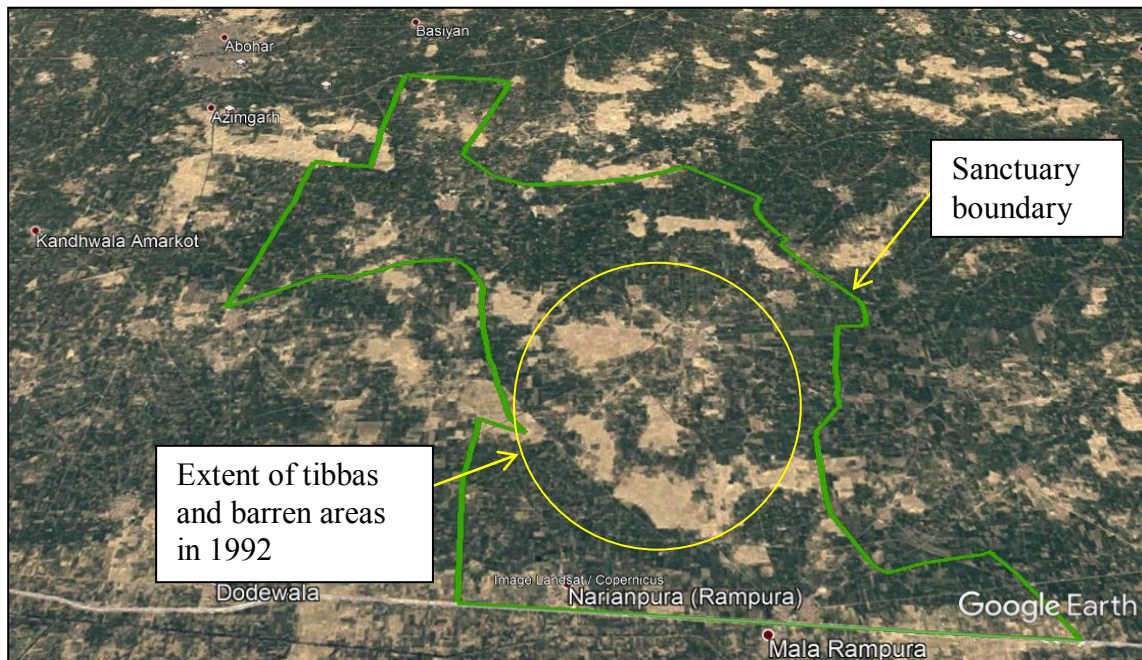 Basiyan
Abohar
Azimgarh
Sanctuary
boundary
Kandhwala Amarkot
Extent of tibbas
and barren areas
in 1992
Image Landsat / Copernicus
Dodewala
Narianpura (Rampura)
Google Earth
Mala Rampura